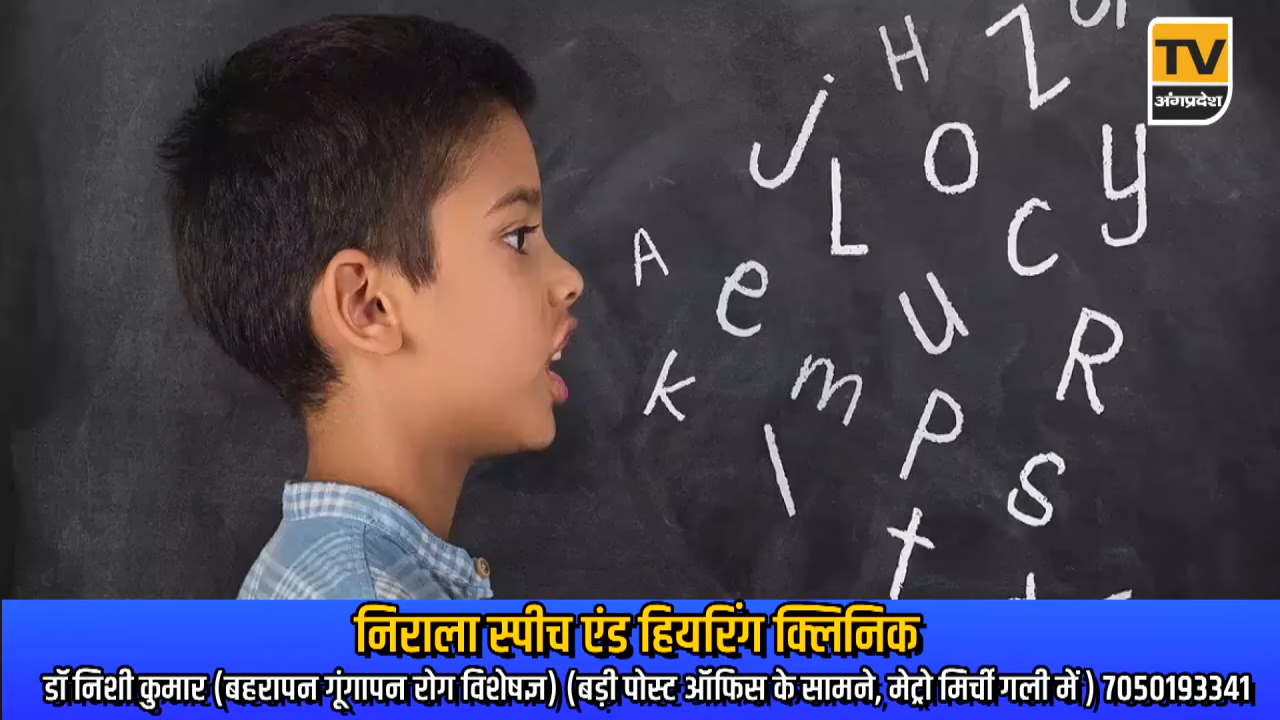 H
Z
TV
अंगप्रदेश
J
O
y
L
C
A
e
u
R
k
m
P
l
S
t
निराला स्पीच एंड हियरिंग क्लिनिक
डॉ निशी कुमार (बहरापन गूंगापन रोग विशेषज्ञ) (बड़ी पोस्ट ऑफिस के सामने, मेट्रो मिर्ची गली में ) 7050193341